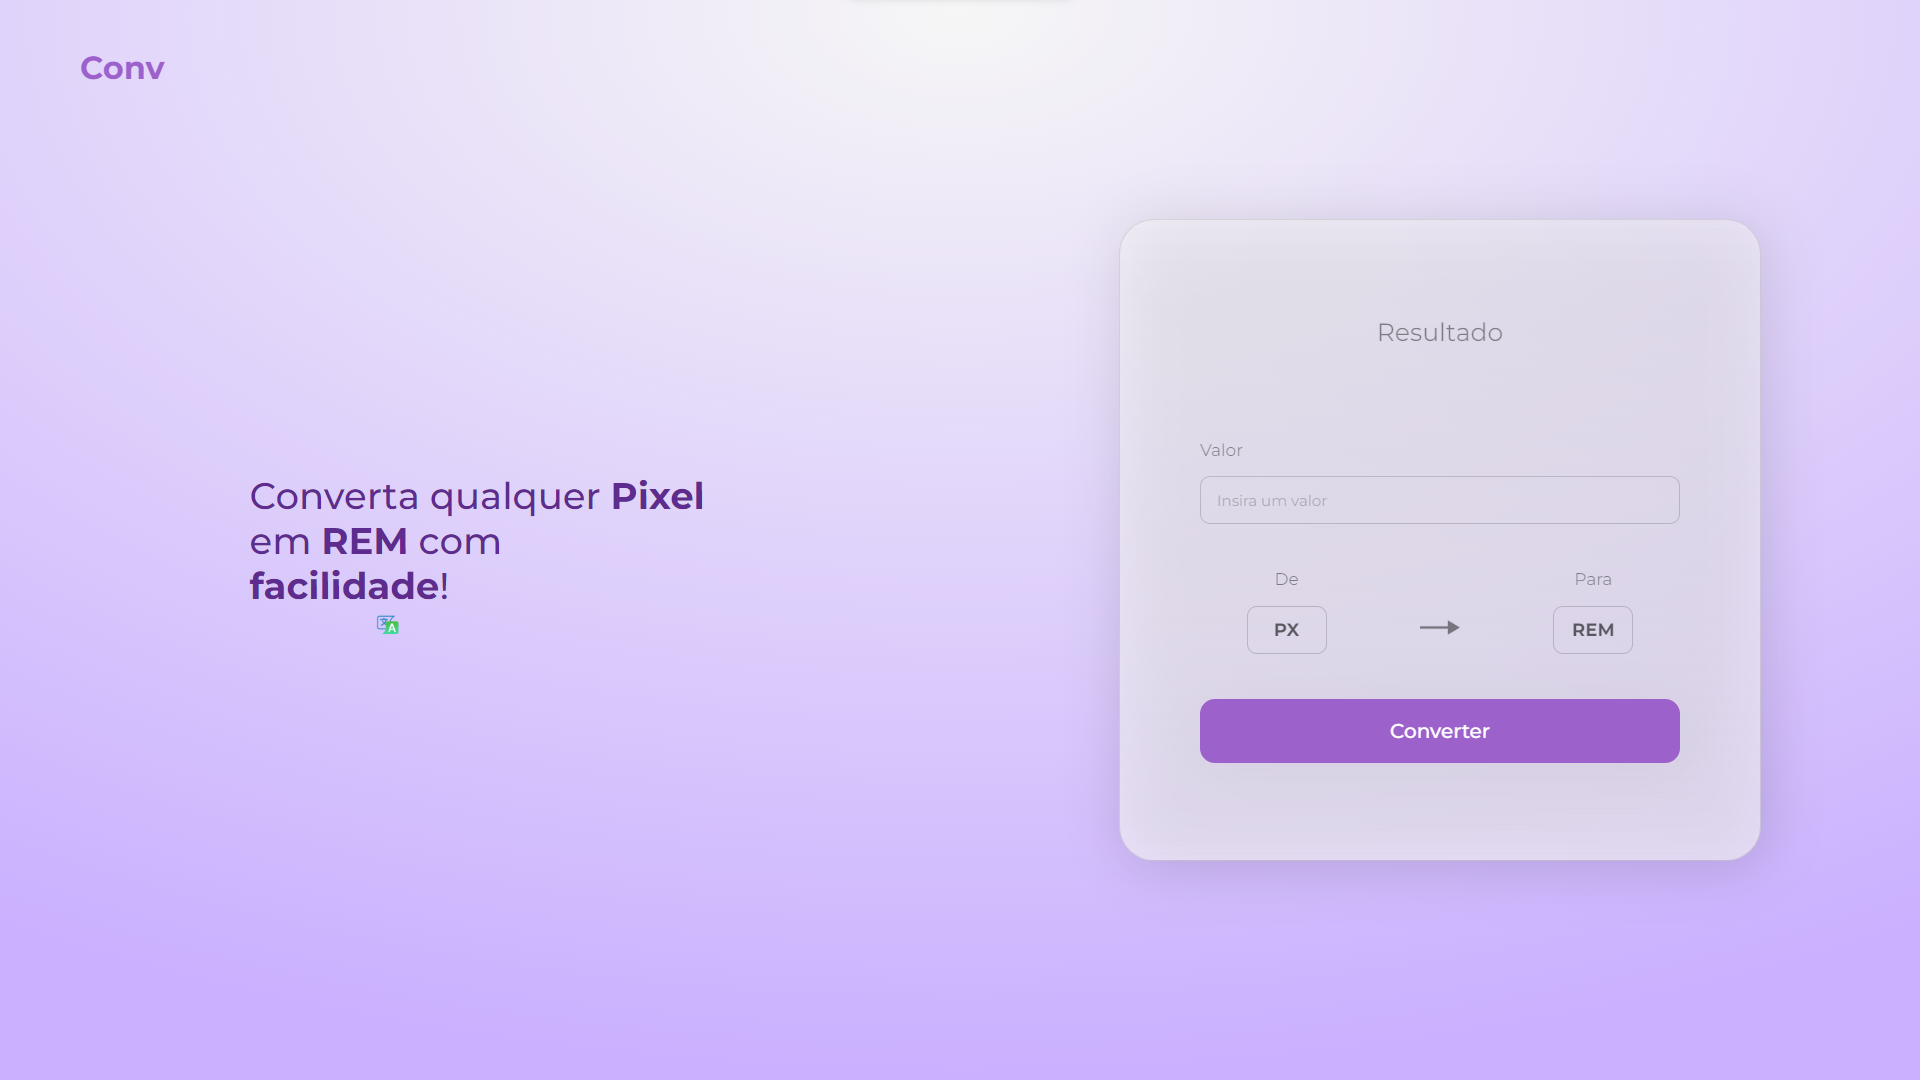 Conv
Converta qualquer Pixel
em REM com
facilidade!
Resultado
Valor
Insira um valor
De
Para
PX
REM
Converter